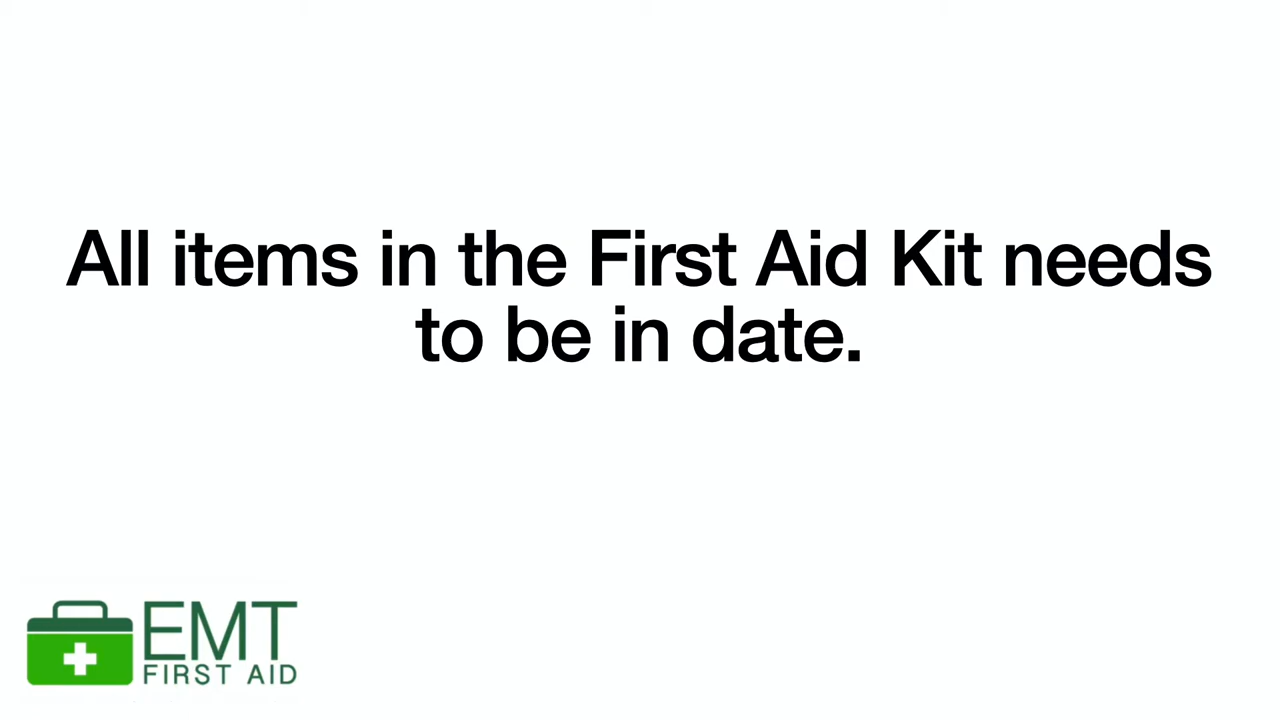 All items in the First Aid Kit needs
to be in date.
EMT
FIRST AID